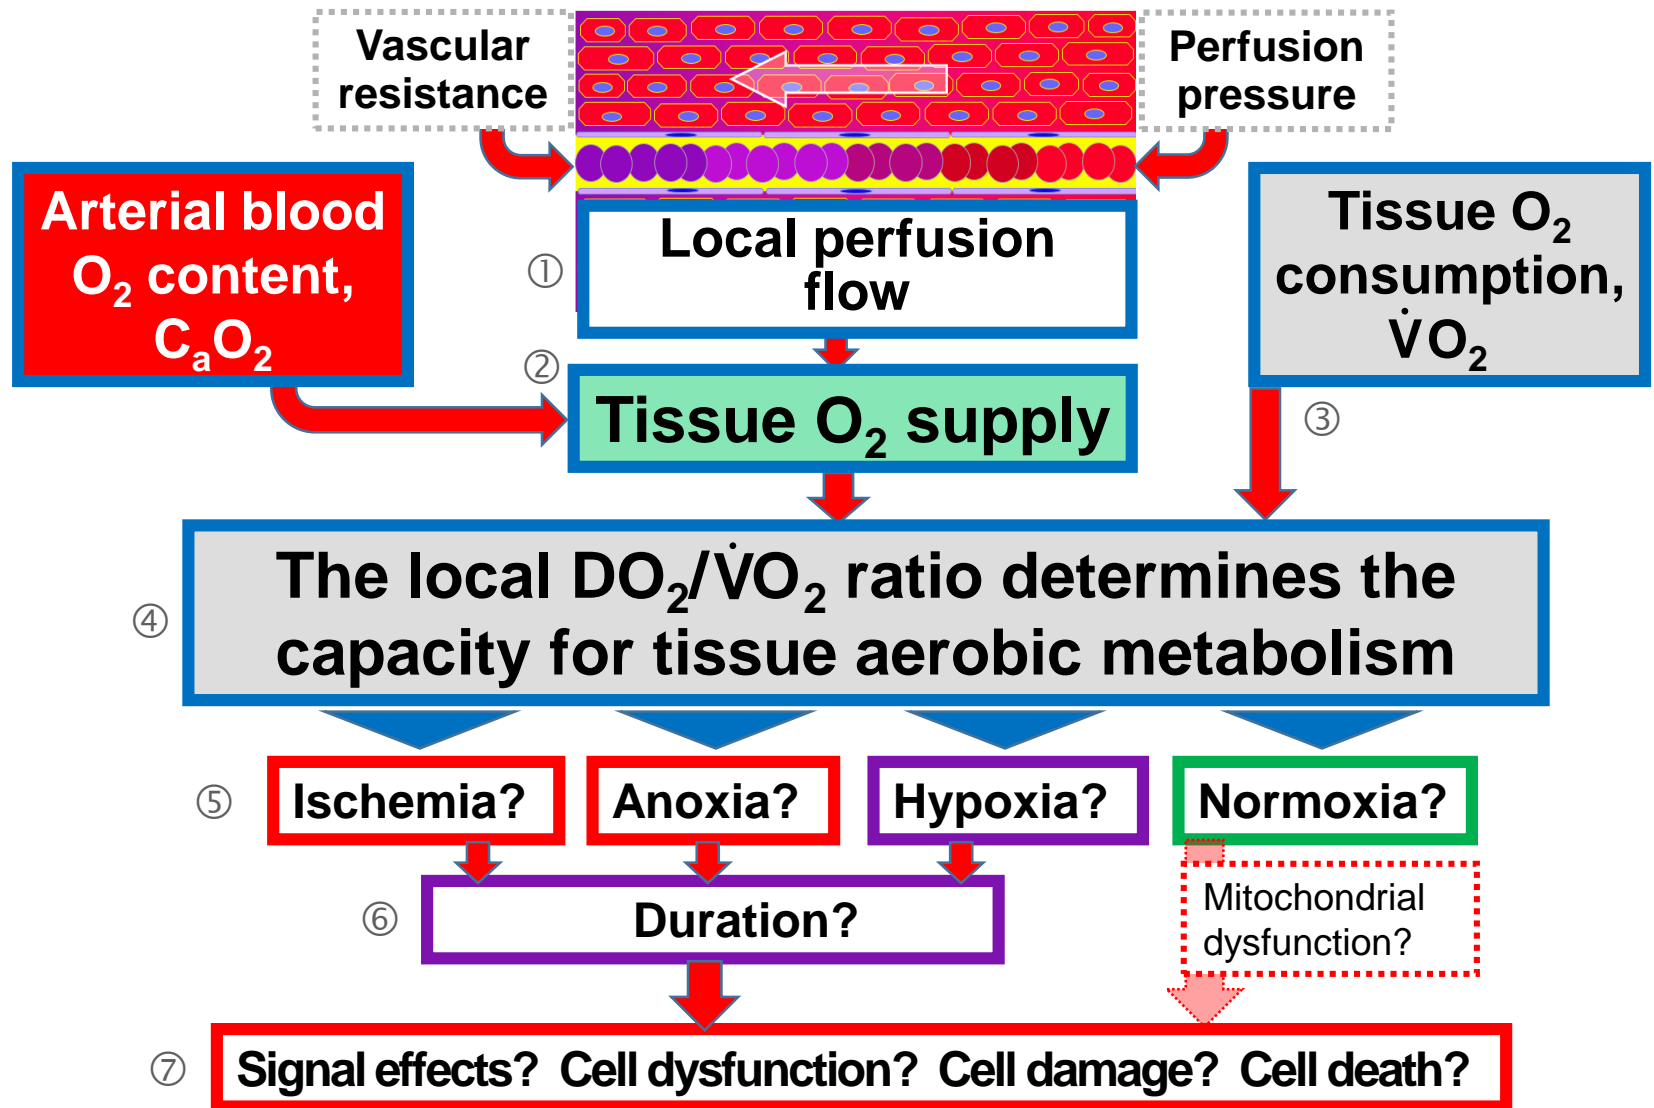 Vascular
resistance
Perfusion
pressure
Arterial blood
O₂ content,
CₐO₂
①
Local perfusion
flow
Tissue O₂
consumption,
V̇O₂
②
Tissue O₂ supply
③
④
The local DO₂/V̇O₂ ratio determines the
capacity for tissue aerobic metabolism
⑤
Ischemia?
Anoxia?
Hypoxia?
Normoxia?
⑥
Duration?
Mitochondrial
dysfunction?
⑦
Signal effects? Cell dysfunction? Cell damage? Cell death?